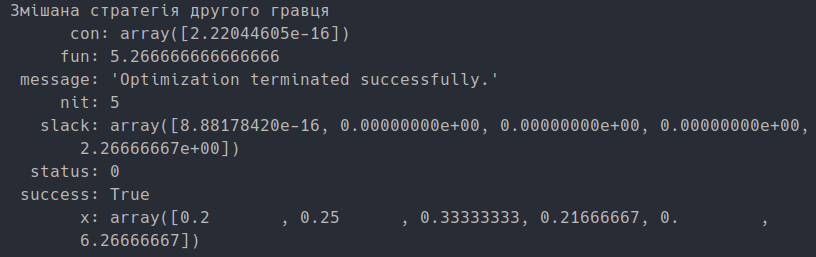 Змішана стратегія другого гравця
con: array([2.22044605e-16])
fun: 5.266666666666666
message: 'Optimization terminated successfully.'
nit: 5
slack: array([8.88178420e-16, 0.00000000e+00, 0.00000000e+00, 0.00000000e+00,
2.26666667e+00])
status: 0
success: True
x: array([0.2       , 0.25      , 0.33333333, 0.21666667, 0.        ,
6.26666667])